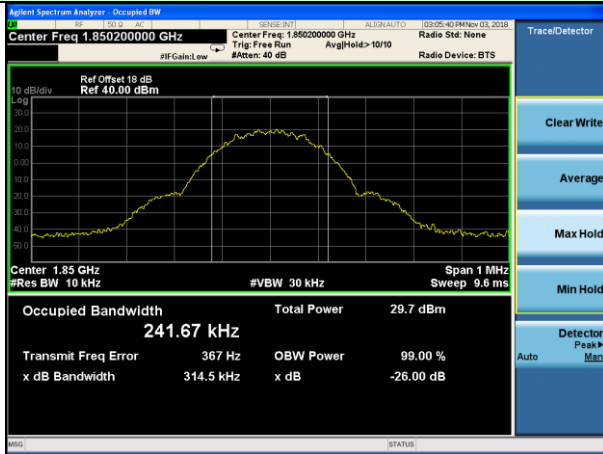 Agilent Spectrum Analyzer - Occupied BW
LXI RF 50 Ω AC SENSE:INT ALIGNAUTO 03:05:40 PM Nov 03, 2018
Center Freq 1.850200000 GHz Center Freq: 1.850200000 GHz Radio Std: None Trace/Detector
Trig: Free Run Avg|Hold:> 10/10
#IFGain:Low #Atten: 40 dB Radio Device: BTS
Ref Offset 18 dB
10 dB/div Ref 40.00 dBm
Log
30.0
20.0
10.0
0.00
-10.0
-20.0
-30.0
-40.0
-50.0
Clear Write
Average
Max Hold
Min Hold
Detector
Peak▶
Auto Man
Center 1.85 GHz Span 1 MHz
#Res BW 10 kHz #VBW 30 kHz Sweep 9.6 ms
Occupied Bandwidth Total Power 29.7 dBm
241.67 kHz
Transmit Freq Error 367 Hz OBW Power 99.00 %
x dB Bandwidth 314.5 kHz x dB -26.00 dB
MSG STATUS